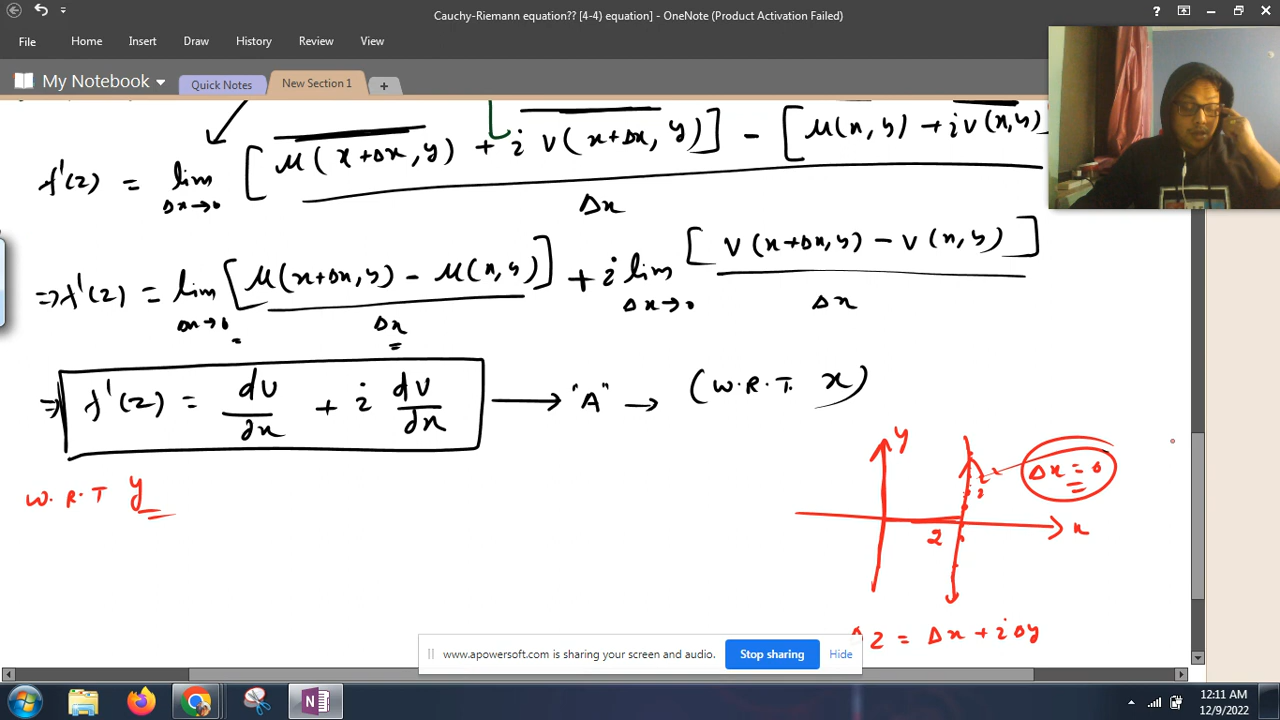 Cauchy-Riemann equation?? [4-4) equation] - OneNote (Product Activation Failed)
File Home Insert Draw History Review View
My Notebook Quick Notes New Section 1
f'(z) = lim Δx→0 [μ(x+Δx, y) + i v(x+Δx, y)] - [μ(x, y) + i v(x, y)
Δx
⇒ f'(z) = lim Δx→0 [μ(x+Δx, y) - μ(x, y)] / Δx + i lim Δx→0 [v(x+Δx, y) - v(x, y)] / Δx
⇒ f'(z) = du/dx + i dv/dx → "A" → (W.R.T. x)
W.R.T y
y
Δx = 0
2
x
Δz = Δx + iΔy
www.apowersoft.com is sharing your screen and audio. Stop sharing Hide
12:11 AM
12/9/2022